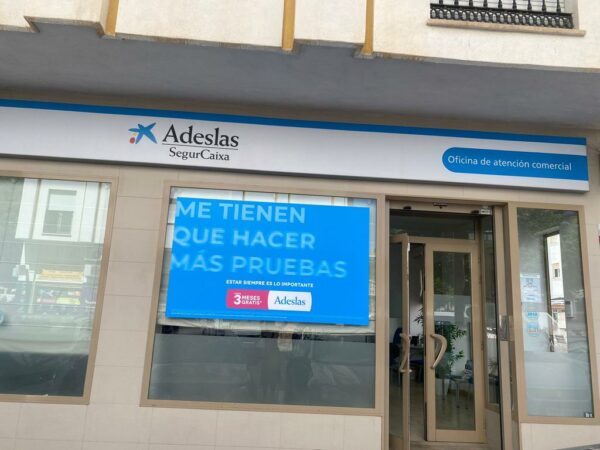 Adeslas
SegurCaixa
Oficina de atención comercial
ME TIENEN
QUE HACER
MÁS PRUEBAS
ESTAR SIEMPRE ES LO IMPORTANTE
3 MESES
GRATIS*
Adeslas